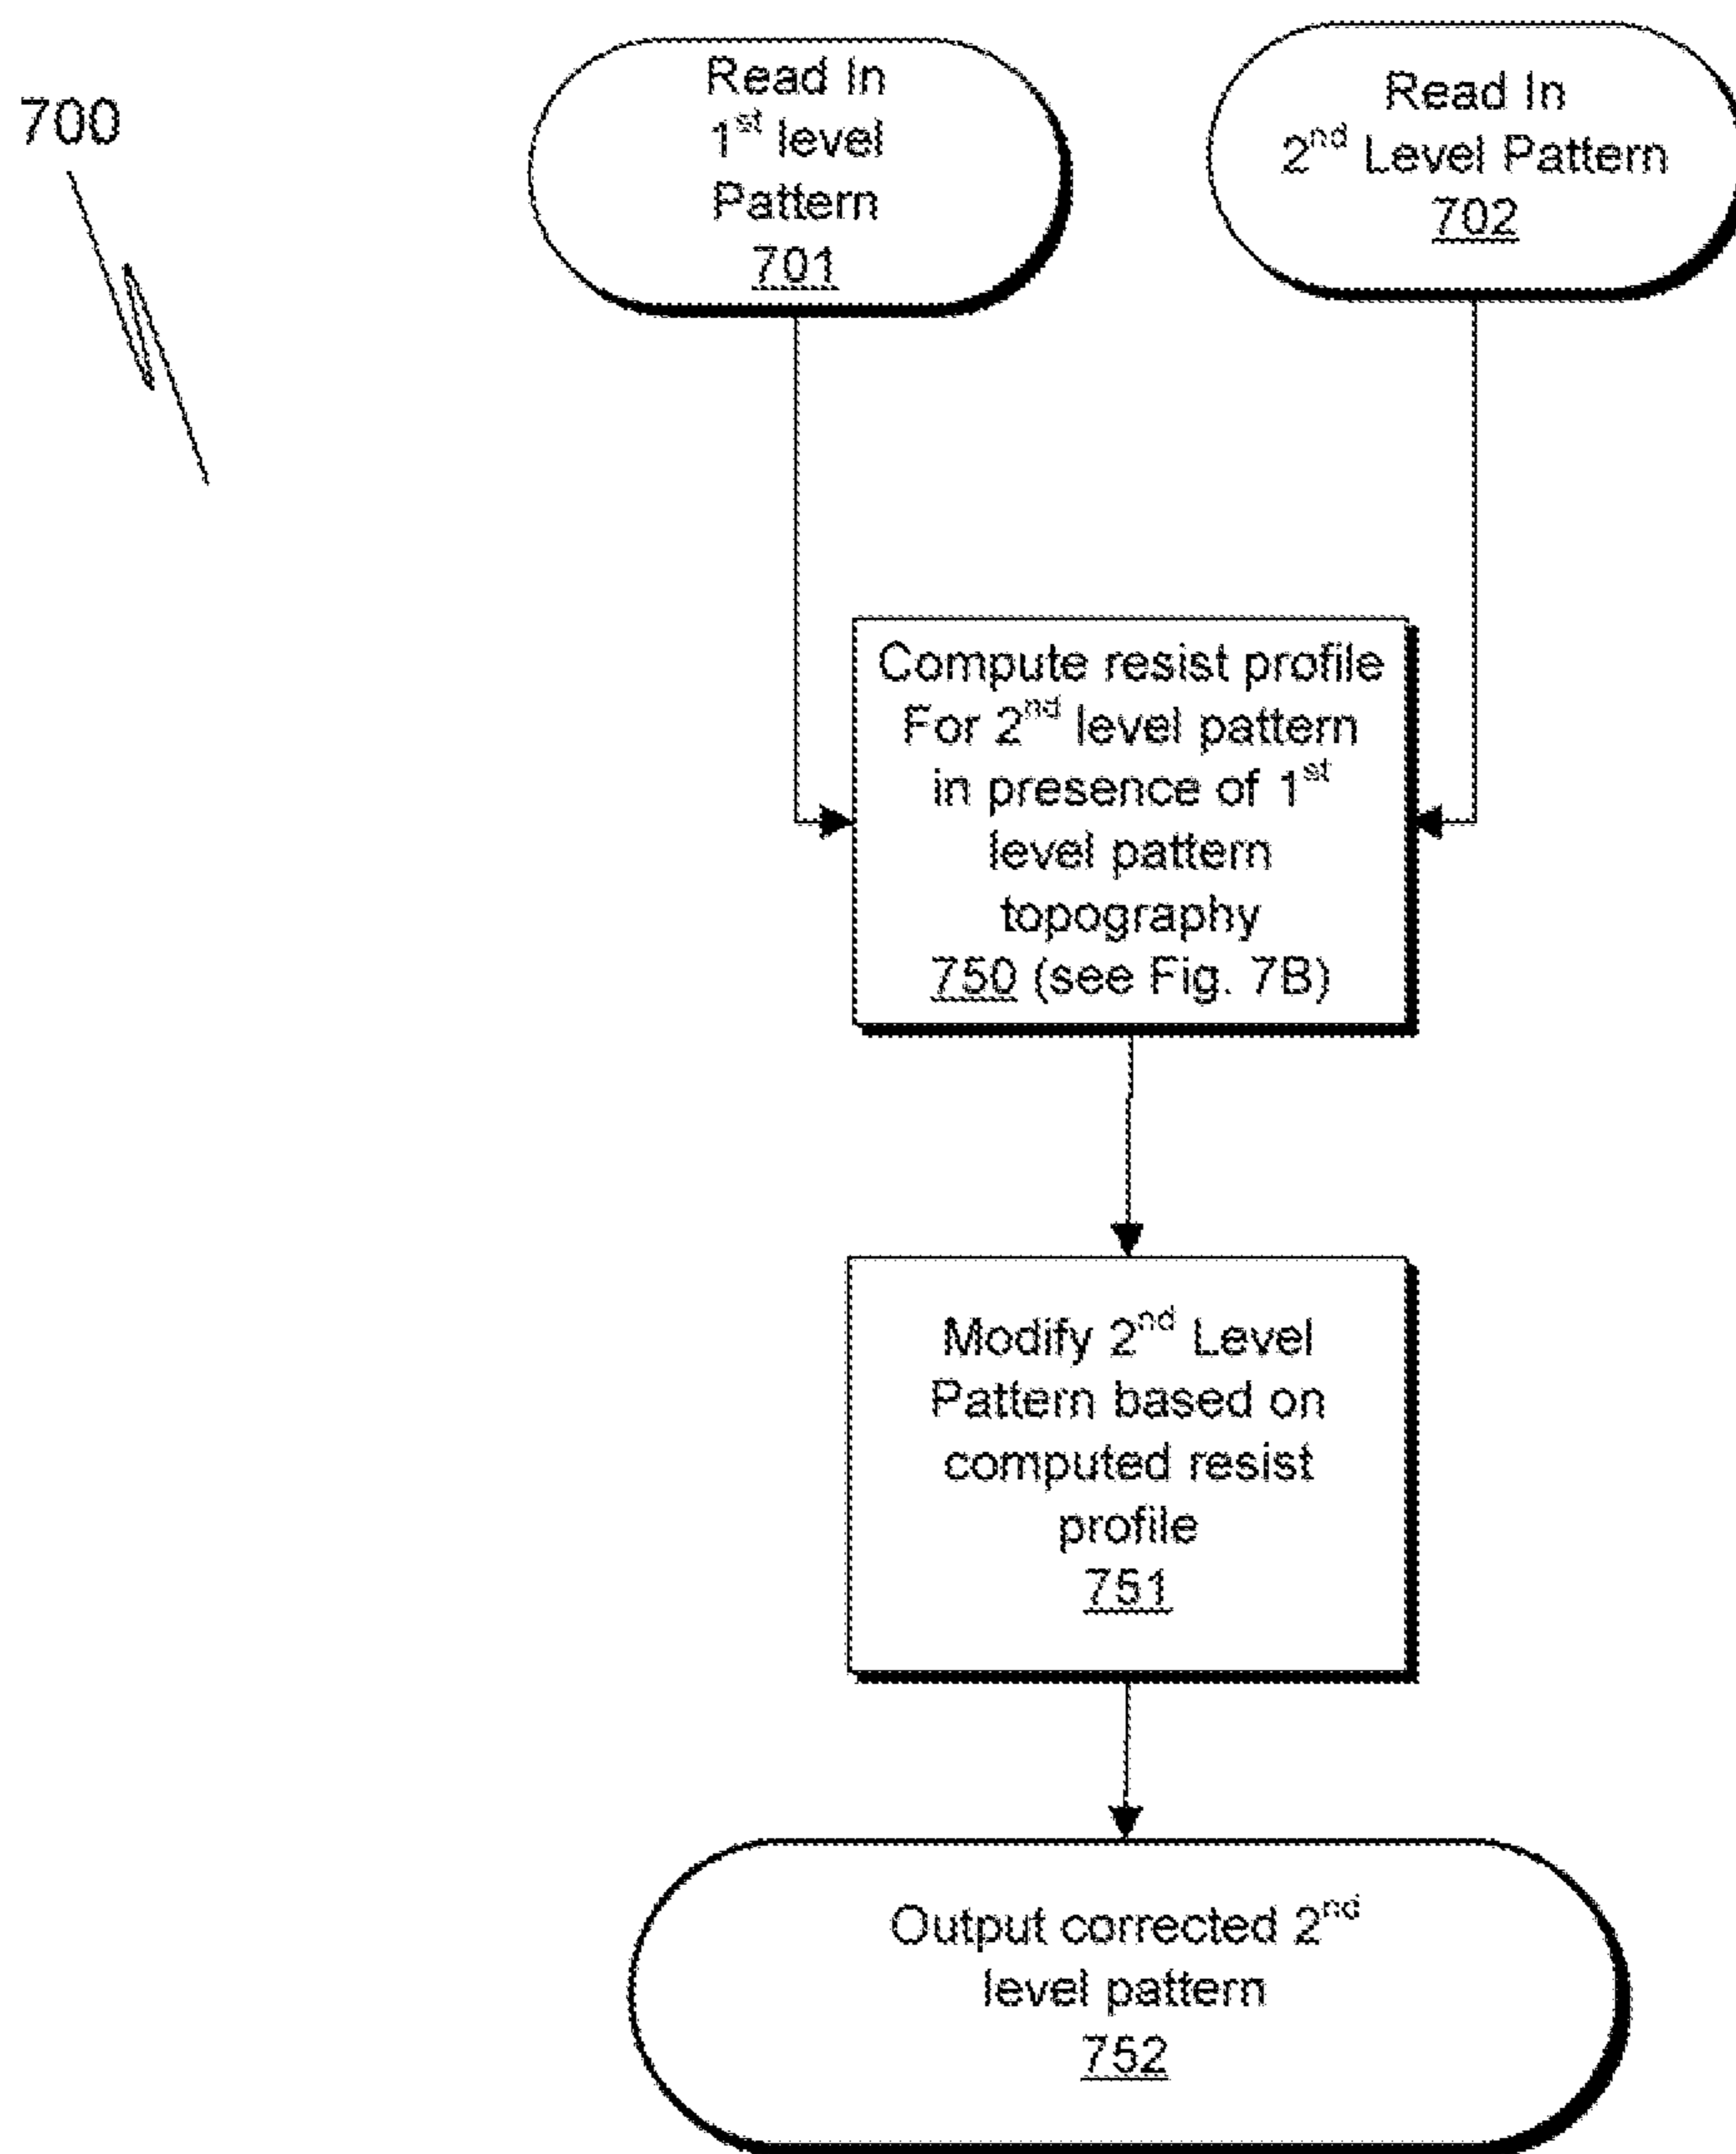 700
Read In
1st level
Pattern
701
Read In
2nd Level Pattern
702
Compute resist profile
For 2nd level pattern
in presence of 1st
level pattern
topography
750 (see Fig. 7B)
Modify 2nd Level
Pattern based on
computed resist
profile
751
Output corrected 2nd
level pattern
752